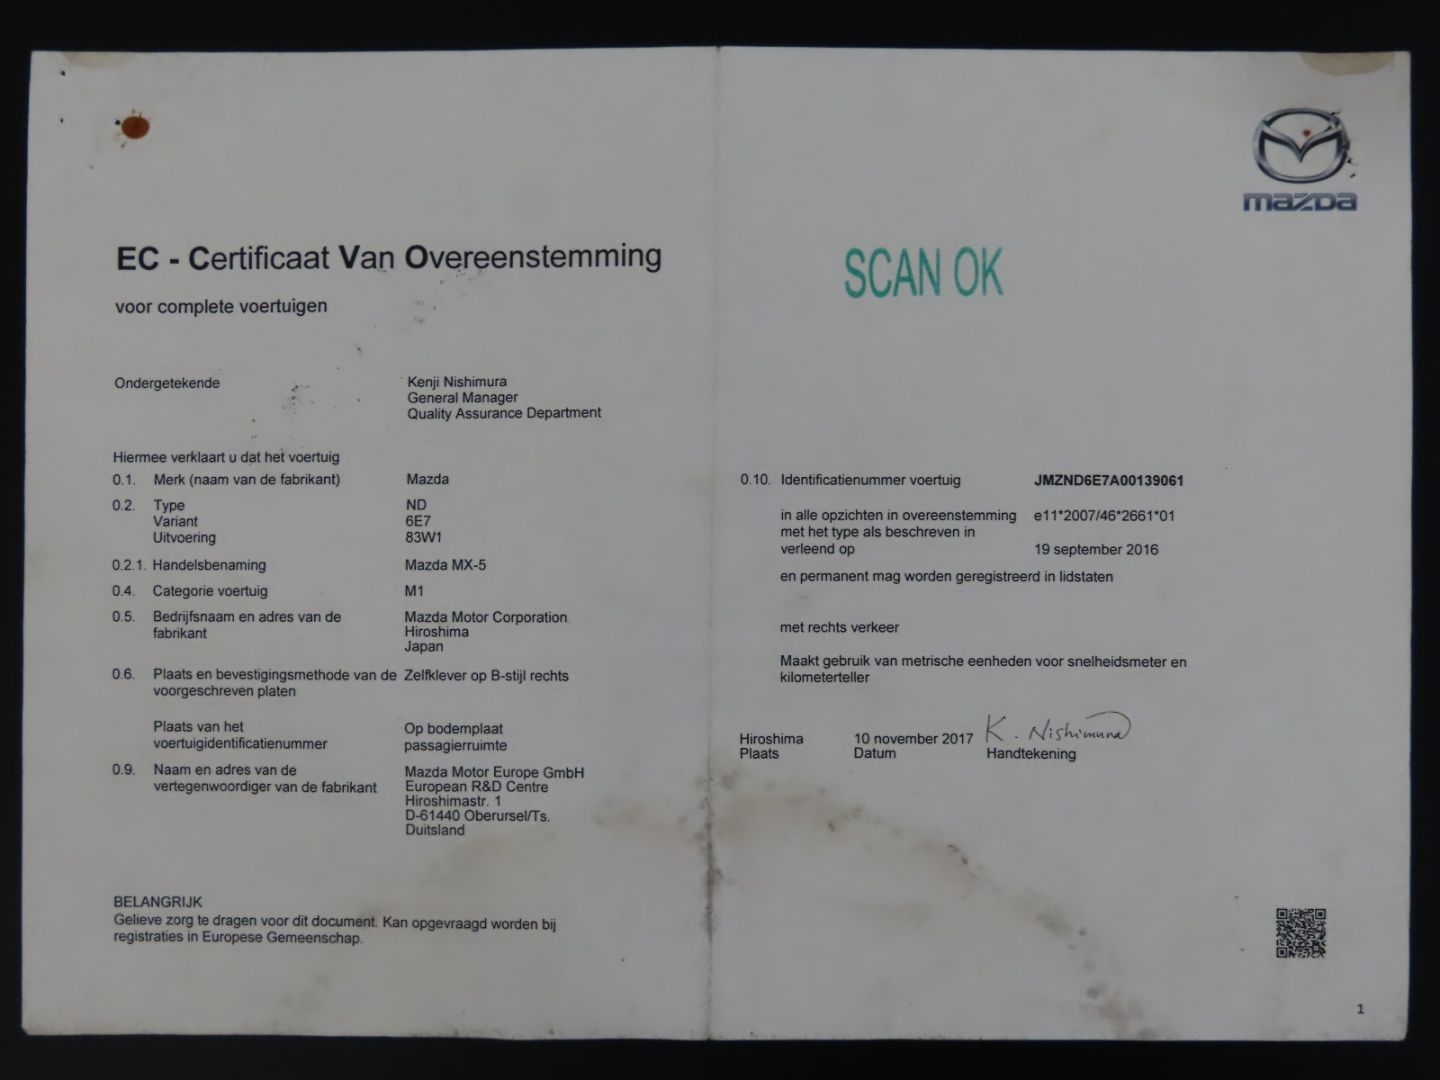 mazDa
EC - Certificaat Van Overeenstemming
SCAN OK
voor complete voertuigen
Ondergetekende
Kenji Nishimura
General Manager
Quality Assurance Department
Hiermee verklaart u dat het voertuig
0.1. Merk (naam van de fabrikant) Mazda
0.2. Type ND
Variant 6E7
Uitvoering 83W1
0.2.1. Handelsbenaming Mazda MX-5
0.4. Categorie voertuig M1
0.5. Bedrijfsnaam en adres van de
fabrikant
Mazda Motor Corporation
Hiroshima
Japan
0.6. Plaats en bevestigingsmethode van de
voorgeschreven platen
Zelfklever op B-stijl rechts
Plaats van het
voertuigidentificatienummer
Op bodemplaat
passagierruimte
0.9. Naam en adres van de
vertegenwoordiger van de fabrikant
Mazda Motor Europe GmbH
European R&D Centre
Hiroshimastr. 1
D-61440 Oberursel/Ts.
Duitsland
BELANGRIJK
Gelieve zorg te dragen voor dit document. Kan opgevraagd worden bij
registraties in Europese Gemeenschap.
0.10. Identificatienummer voertuig JMZND6E7A00139061
in alle opzichten in overeenstemming e11*2007/46*2661*01
met het type als beschreven in
verleend op 19 september 2016
en permanent mag worden geregistreerd in lidstaten
met rechts verkeer
Maakt gebruik van metrische eenheden voor snelheidsmeter en
kilometerteller
K. Nishimura
Hiroshima 10 november 2017
Plaats Datum Handtekening
1